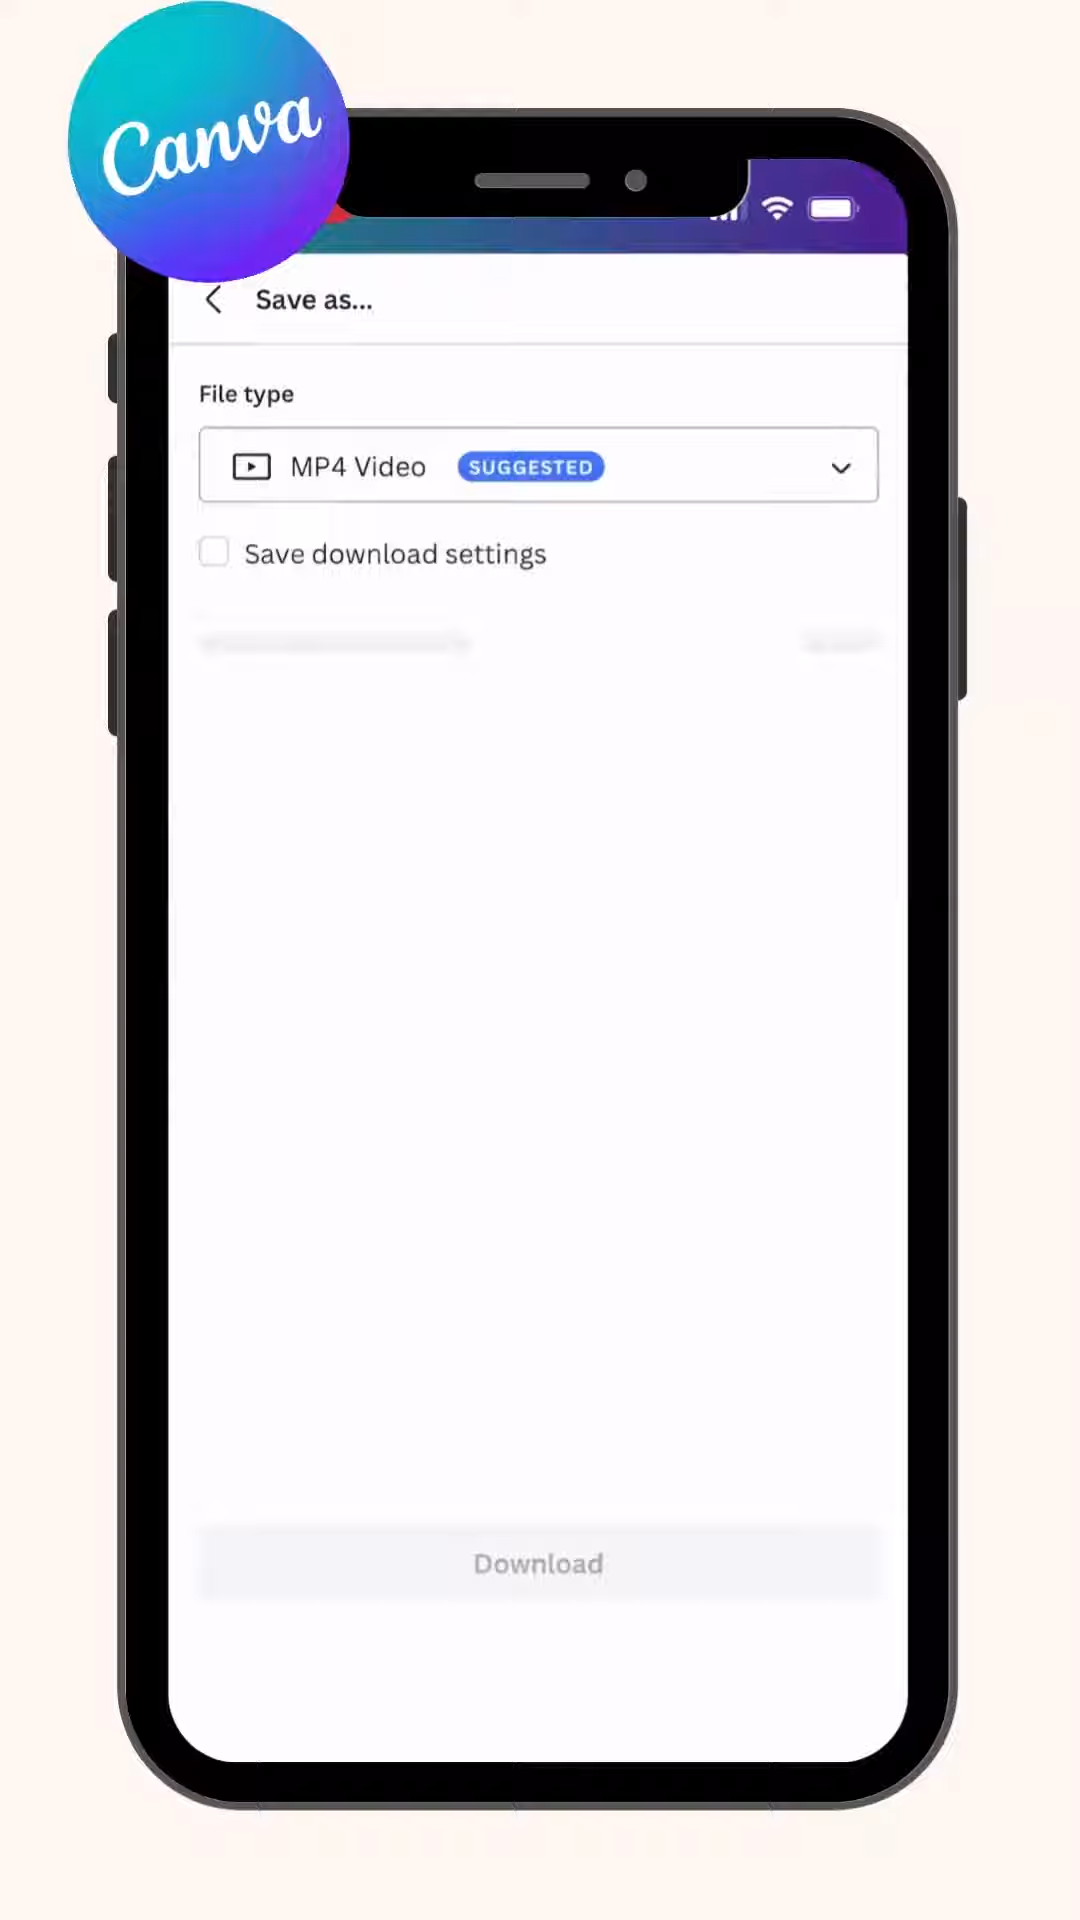 Canva
Save as...
File type
MP4 Video SUGGESTED
Save download settings
Download